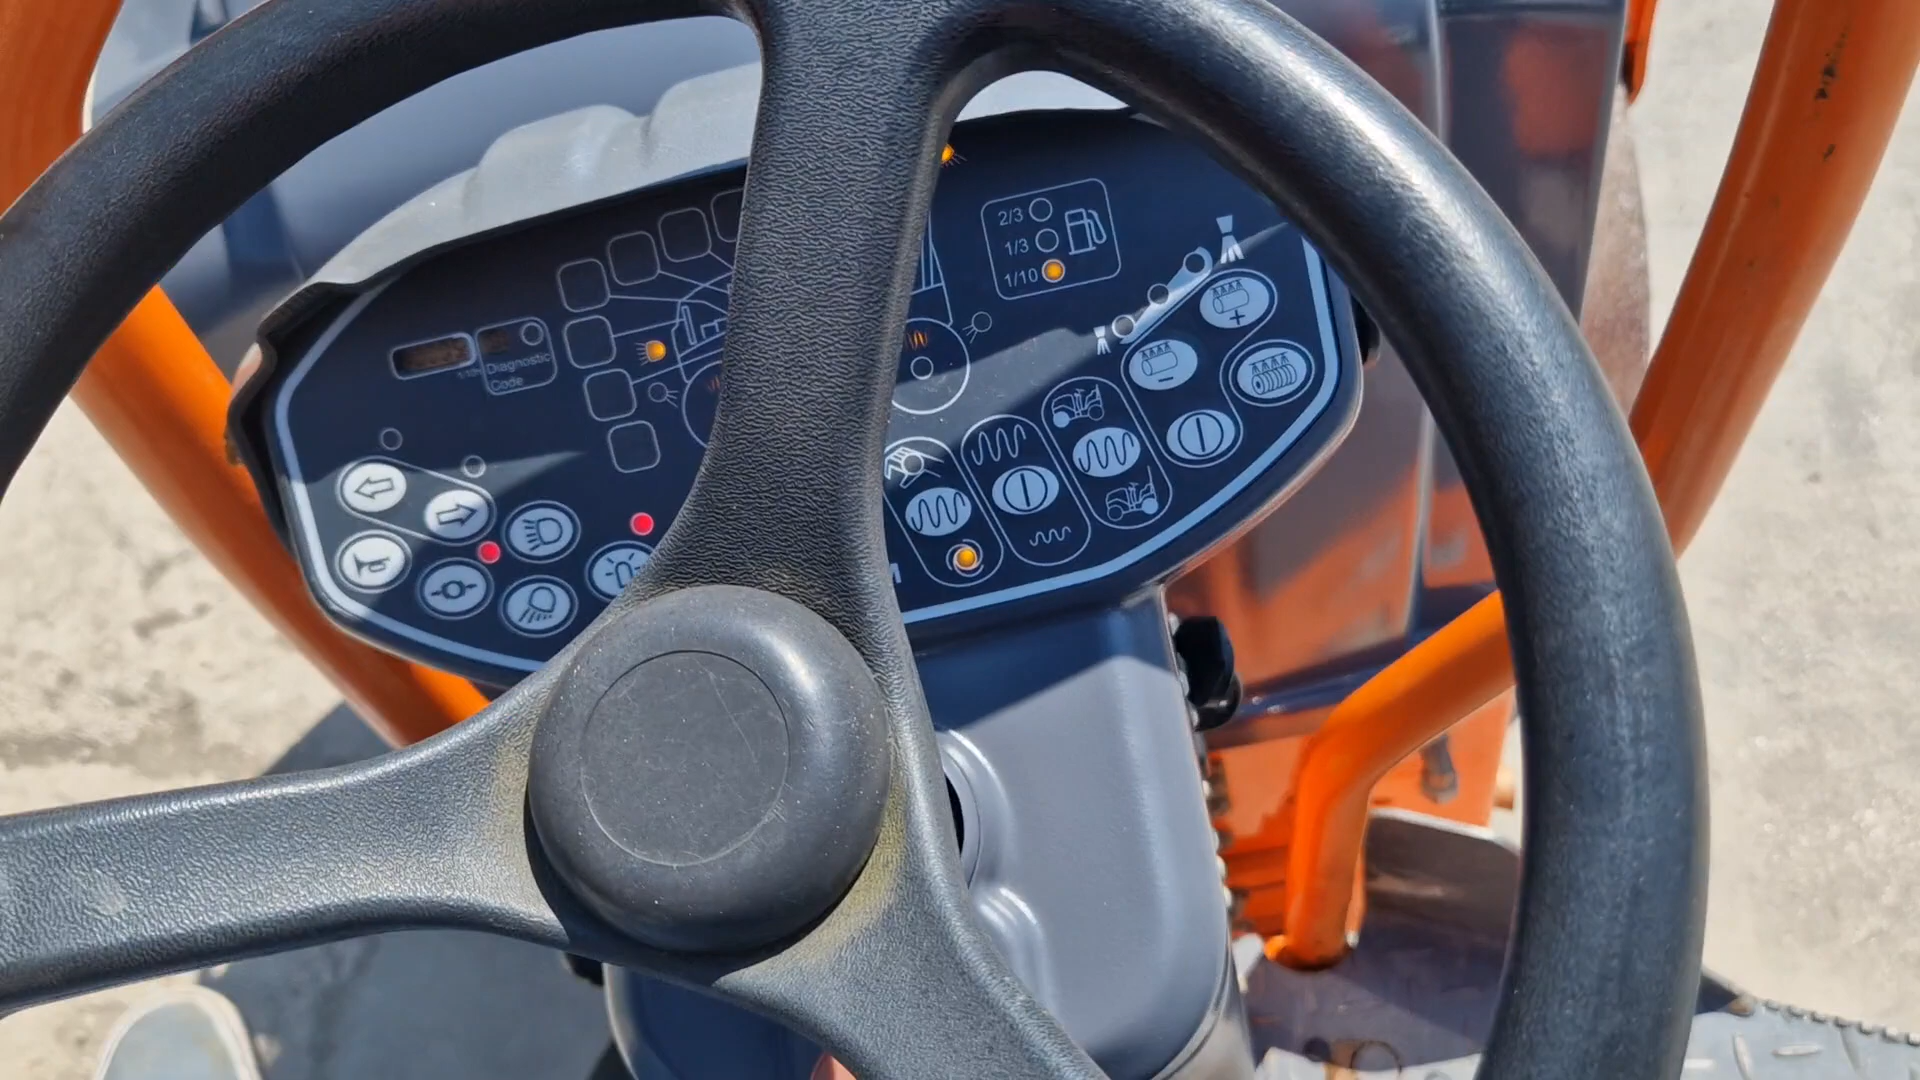 2/3
1/3
1/10
Diagnostic
Code
+
-